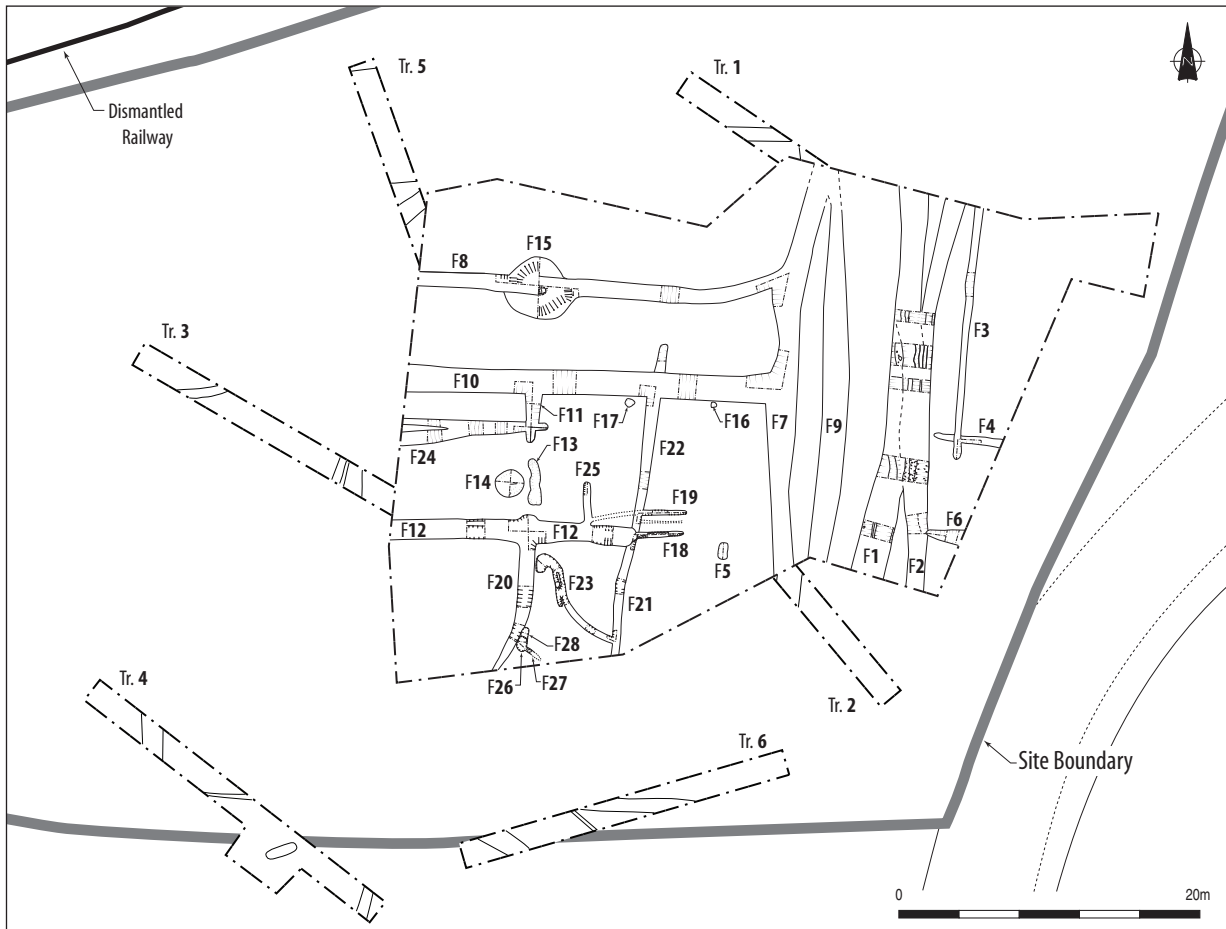 Tr. 5
Tr. 1
N
Dismantled
Railway
F15
F8
Tr. 3
F3
F10
F11
F17
F16
F7
F9
F4
F24
F13
F22
F25
F14
F19
F12
F12
F18
F6
F5
F1
F2
F20
F23
F21
F28
F26
F27
Tr. 4
Tr. 2
Tr. 6
Site Boundary
0
20m